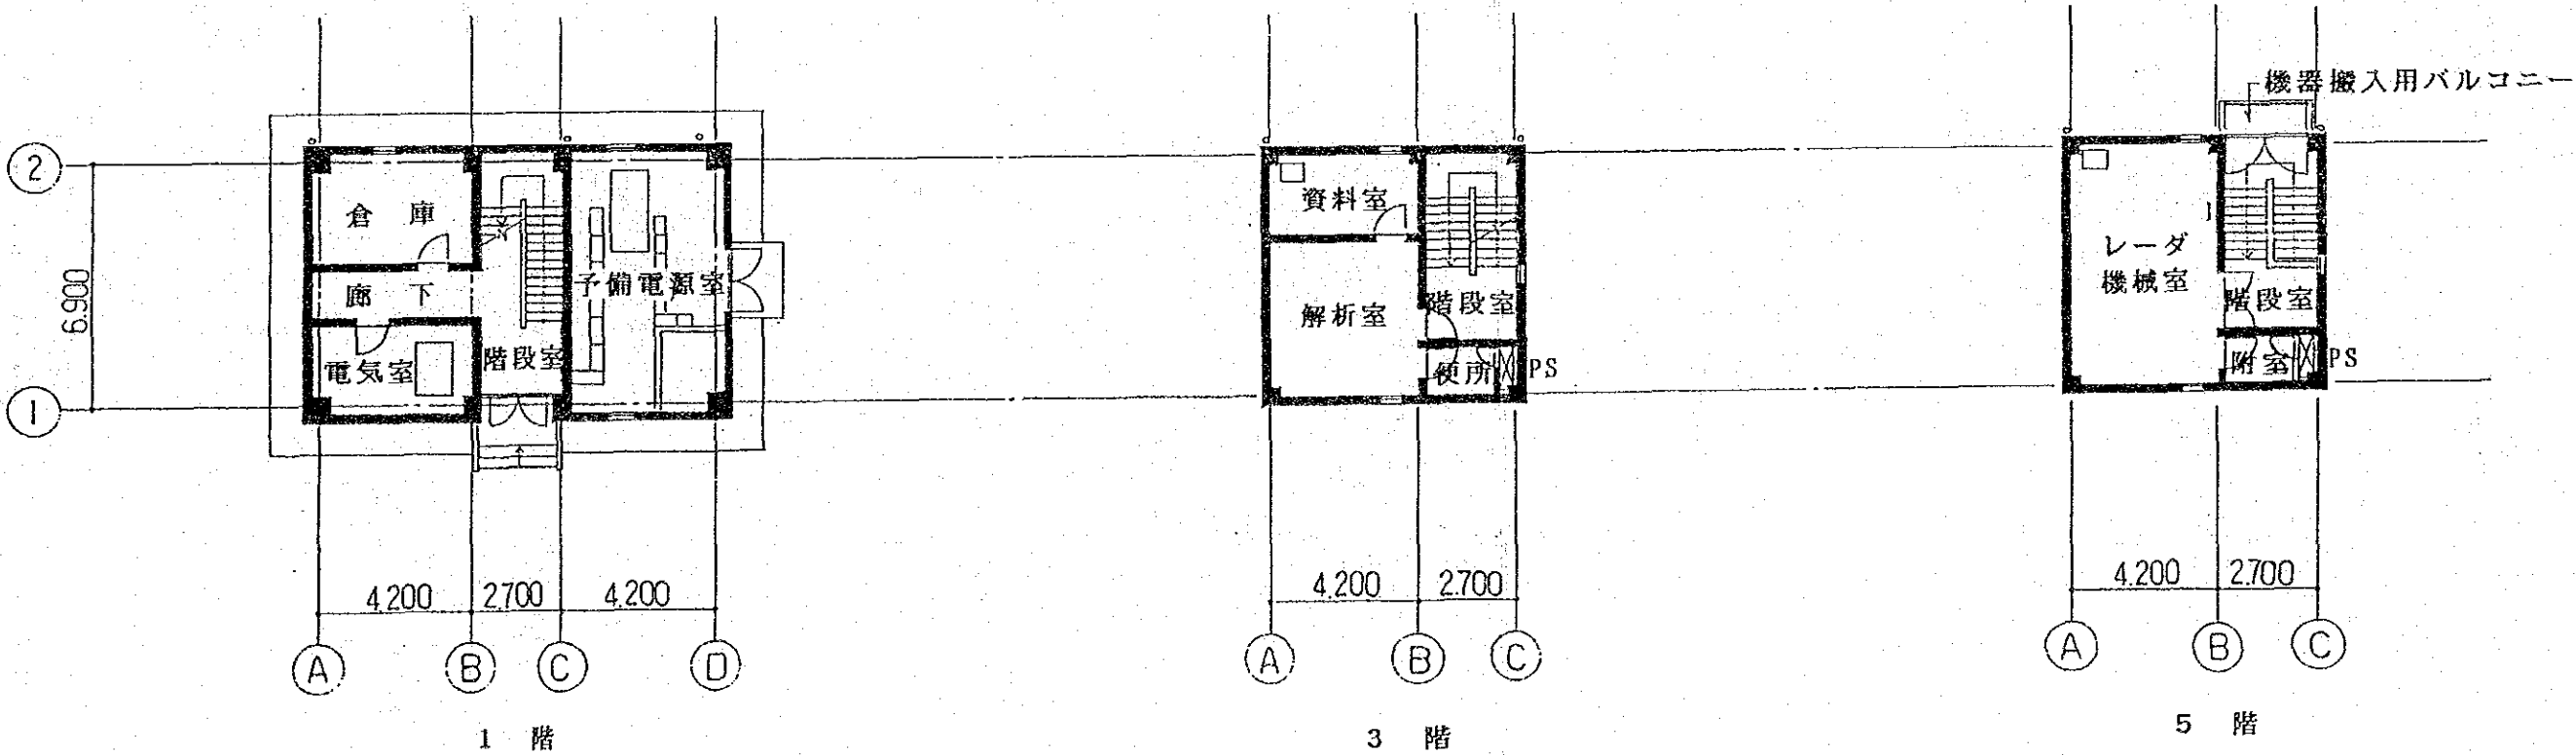 2
1
6.900
倉 庫
廊 下
電気室
階段室
予備電源室
4.200
2.700
4.200
A
B
C
D
1 階
資料室
解析室
階段室
便所
PS
4.200
2.700
A
B
C
3 階
機器搬入用バルコニー
レーダ
機械室
階段室
附室
PS
4.200
2.700
A
B
C
5 階